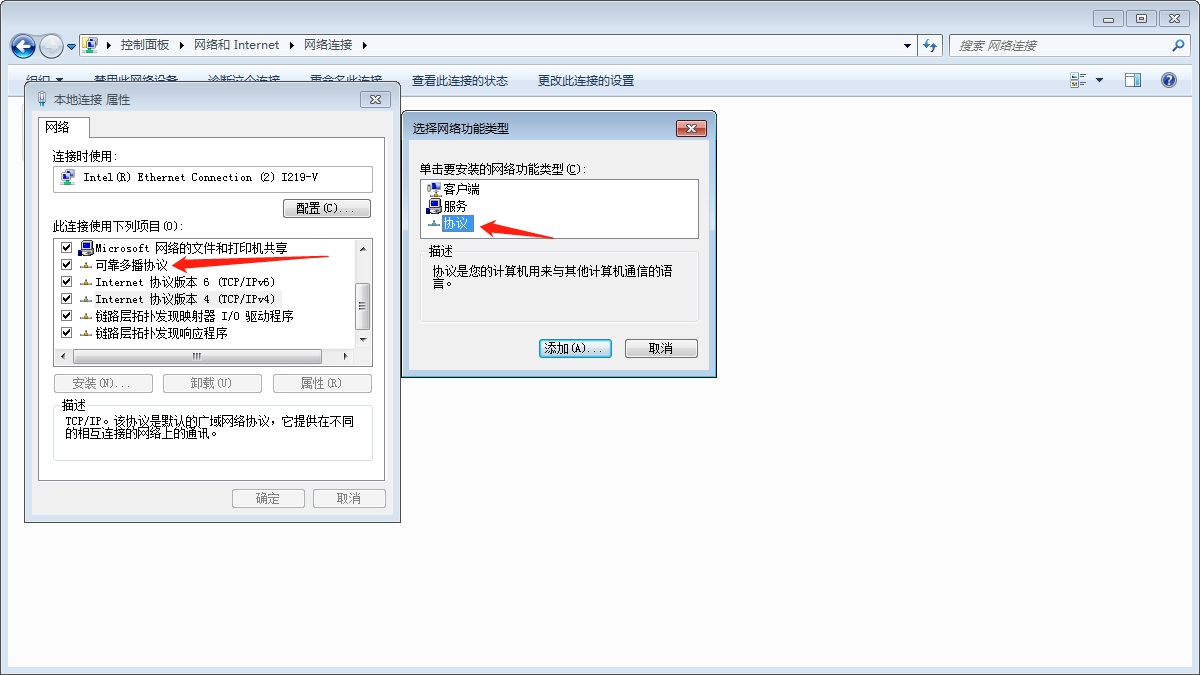 控制面板 网络和 Internet 网络连接
搜索 网络连接
组织 禁用此网络设备 诊断这个连接 重命名此连接 查看此连接的状态 更改此连接的设置
本地连接 属性
网络
连接时使用:
Intel(R) Ethernet Connection (2) I219-V
配置(C)...
此连接使用下列项目(O):
Microsoft 网络的文件和打印机共享
可靠多播协议
Internet 协议版本 6 (TCP/IPv6)
Internet 协议版本 4 (TCP/IPv4)
链路层拓扑发现映射器 I/O 驱动程序
链路层拓扑发现响应程序
安装(N)... 卸载(U) 属性(R)
描述
TCP/IP。该协议是默认的广域网络协议，它提供在不同
的相互连接的网络上的通讯。
确定 取消
选择网络功能类型
单击要安装的网络功能类型(C):
客户端
服务
协议
描述
协议是您的计算机用来与其他计算机通信的语
言。
添加(A)... 取消